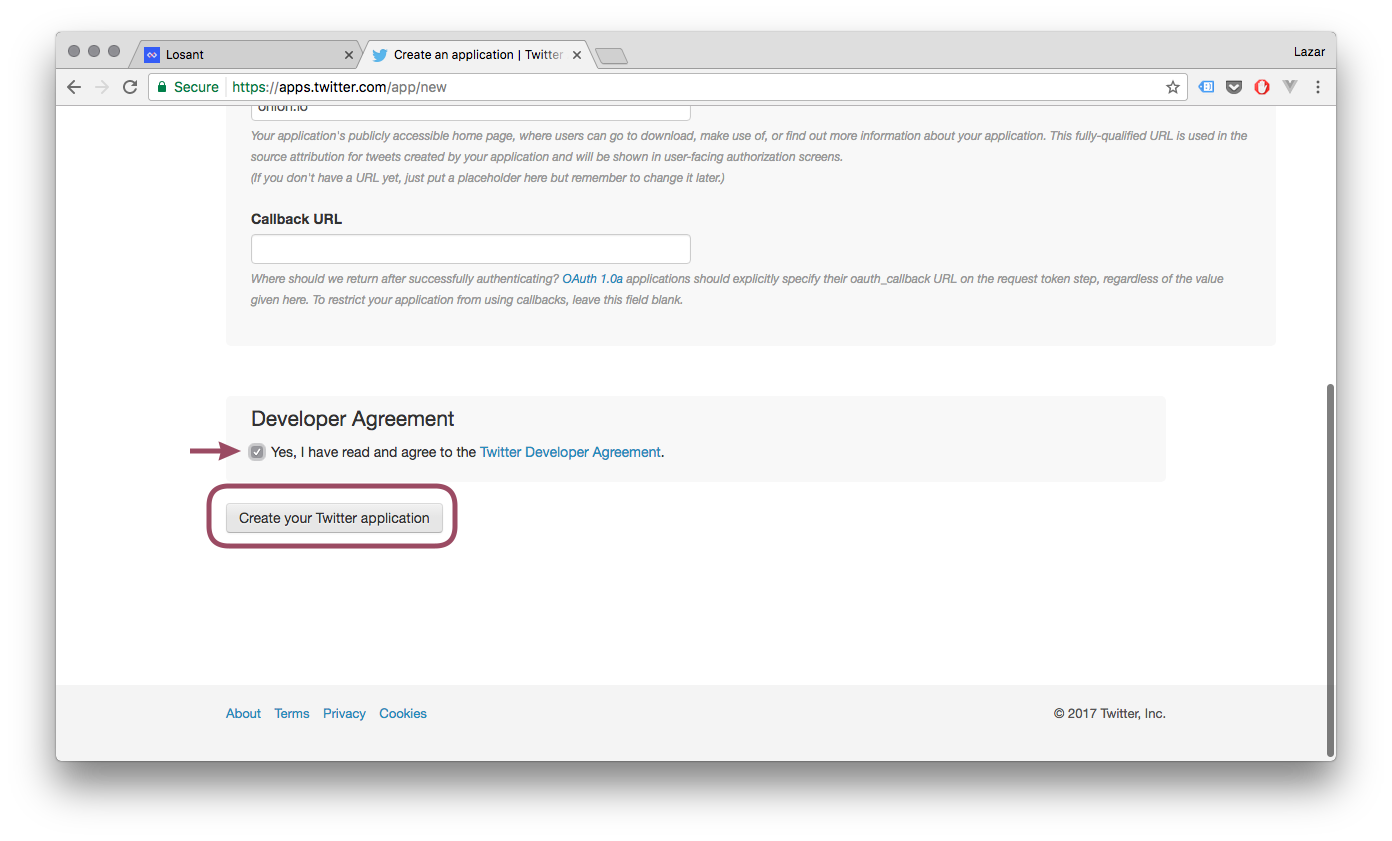 Losant
Create an application | Twitter
Lazar
Secure https://apps.twitter.com/app/new
onion.io
Your application's publicly accessible home page, where users can go to download, make use of, or find out more information about your application. This fully-qualified URL is used in the
source attribution for tweets created by your application and will be shown in user-facing authorization screens.
(If you don't have a URL yet, just put a placeholder here but remember to change it later.)
Callback URL
Where should we return after successfully authenticating? OAuth 1.0a applications should explicitly specify their oauth_callback URL on the request token step, regardless of the value
given here. To restrict your application from using callbacks, leave this field blank.
Developer Agreement
Yes, I have read and agree to the Twitter Developer Agreement.
Create your Twitter application
About Terms Privacy Cookies
© 2017 Twitter, Inc.